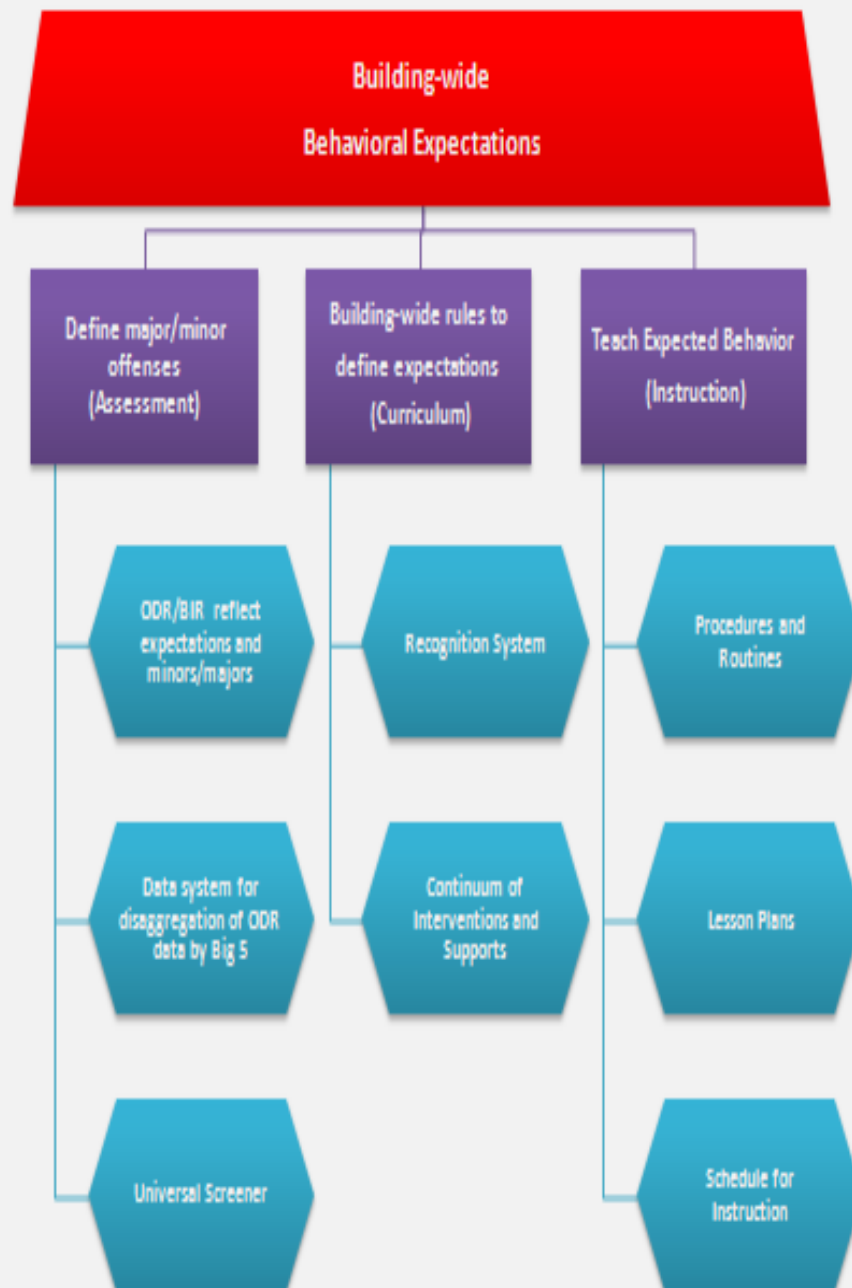 Building-wide
Behavioral Expectations
Define major/minor
offenses
(Assessment)
Building-wide rules to
define expectations
(Curriculum)
Teach Expected Behavior
(Instruction)
ODR/BIR reflect
expectations and
minors/majors
Recognition System
Procedures and
Routines
Data system for
disaggregation of ODR
data by Big 5
Continuum of
Interventions and
Supports
Lesson Plans
Universal Screener
Schedule for
Instruction